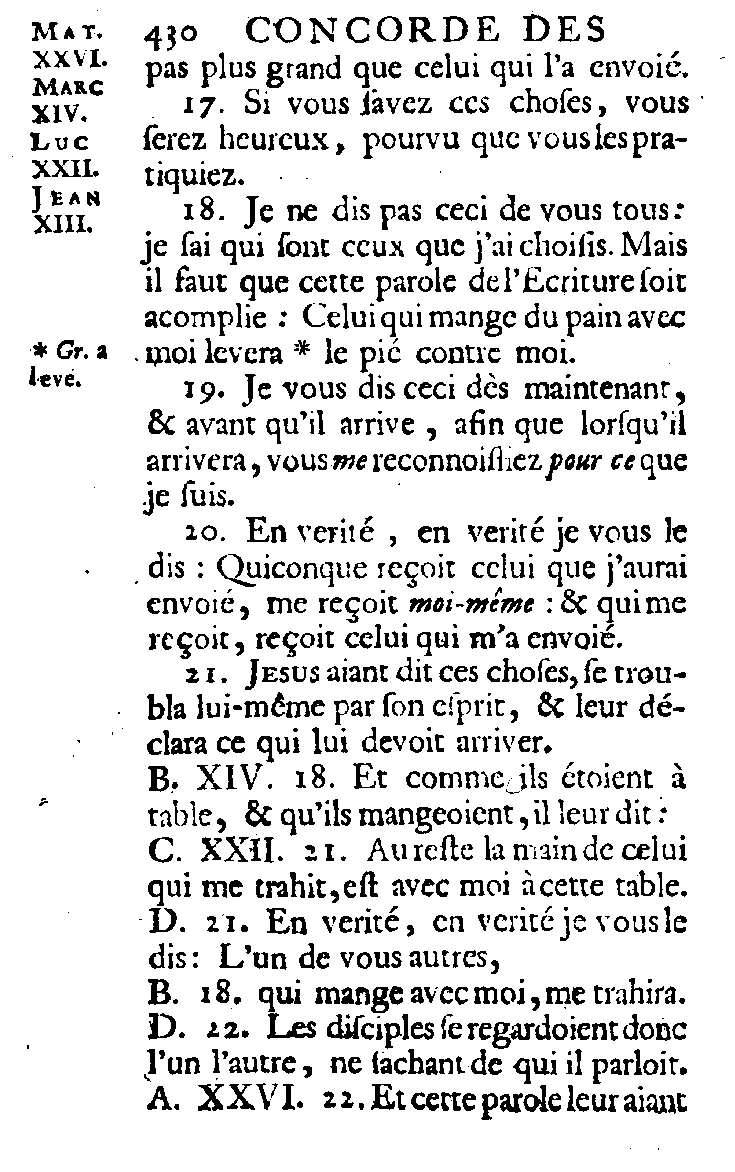 MAT.
XXVI.
MARC
XIV.
LUC
XXII.
JEAN
XIII.
430 CONCORDE DES
pas plus grand que celui qui l'a envoié.
17. Si vous ſavez ces choſes, vous
ſerez heureux, pourvu que vous les pra-
tiquiez.
18. Je ne dis pas ceci de vous tous:
je ſai qui ſont ceux que j'ai choiſis. Mais
il faut que cette parole de l'Ecriture ſoit
acomplie : Celui qui mange du pain avec
* Gr. a
levé.
moi levera * le pié contre moi.
19. Je vous dis ceci dès maintenant,
& avant qu'il arrive , afin que lorſqu'il
arrivera, vous me reconnoiſſiez pour ce que
je ſuis.
20. En verité , en verité je vous le
dis : Quiconque reçoit celui que j'aurai
envoié, me reçoit moi-même : & qui me
reçoit, reçoit celui qui m'a envoié.
21. JESUS aiant dit ces choſes, ſe trou-
bla lui-même par ſon eſprit, & leur dé-
clara ce qui lui devoit arriver.
B. XIV. 18. Et comme ils étoient à
table, & qu'ils mangeoient, il leur dit :
C. XXII. 21. Au reſte la main de celui
qui me trahit, eſt avec moi à cette table.
D. 21. En verité, en verité je vous le
dis: L'un de vous autres,
B. 18. qui mange avec moi, me trahira.
D. 22. Les diſciples ſe regardoient donc
l'un l'autre, ne ſachant de qui il parloit.
A. XXVI. 22. Et cette parole leur aiant